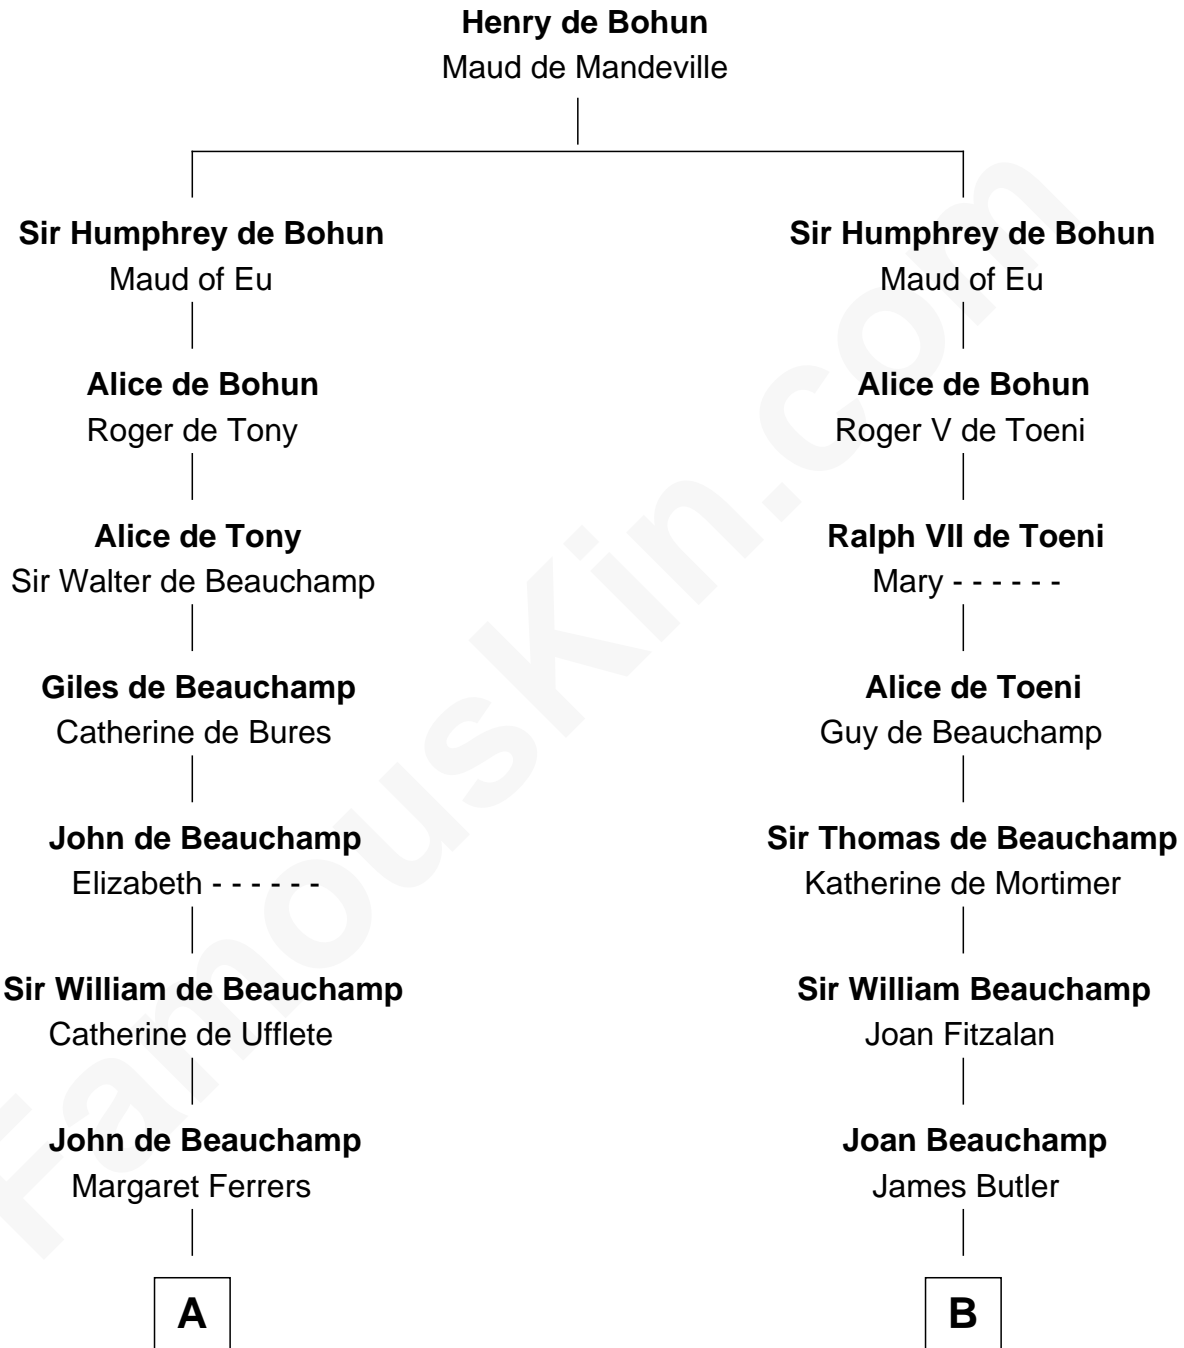 Henry de Bohun
Maud de Mandeville
Sir Humphrey de Bohun
Maud of Eu
Sir Humphrey de Bohun
Maud of Eu
Alice de Bohun
Roger de Tony
Alice de Bohun
Roger V de Toeni
Alice de Tony
Sir Walter de Beauchamp
Ralph VII de Toeni
Mary - - - - - -
Giles de Beauchamp
Catherine de Bures
Alice de Toeni
Guy de Beauchamp
John de Beauchamp
Elizabeth - - - - - -
Sir Thomas de Beauchamp
Katherine de Mortimer
Sir William de Beauchamp
Catherine de Ufflete
Sir William Beauchamp
Joan Fitzalan
John de Beauchamp
Margaret Ferrers
Joan Beauchamp
James Butler
A
B
FamousKin.com